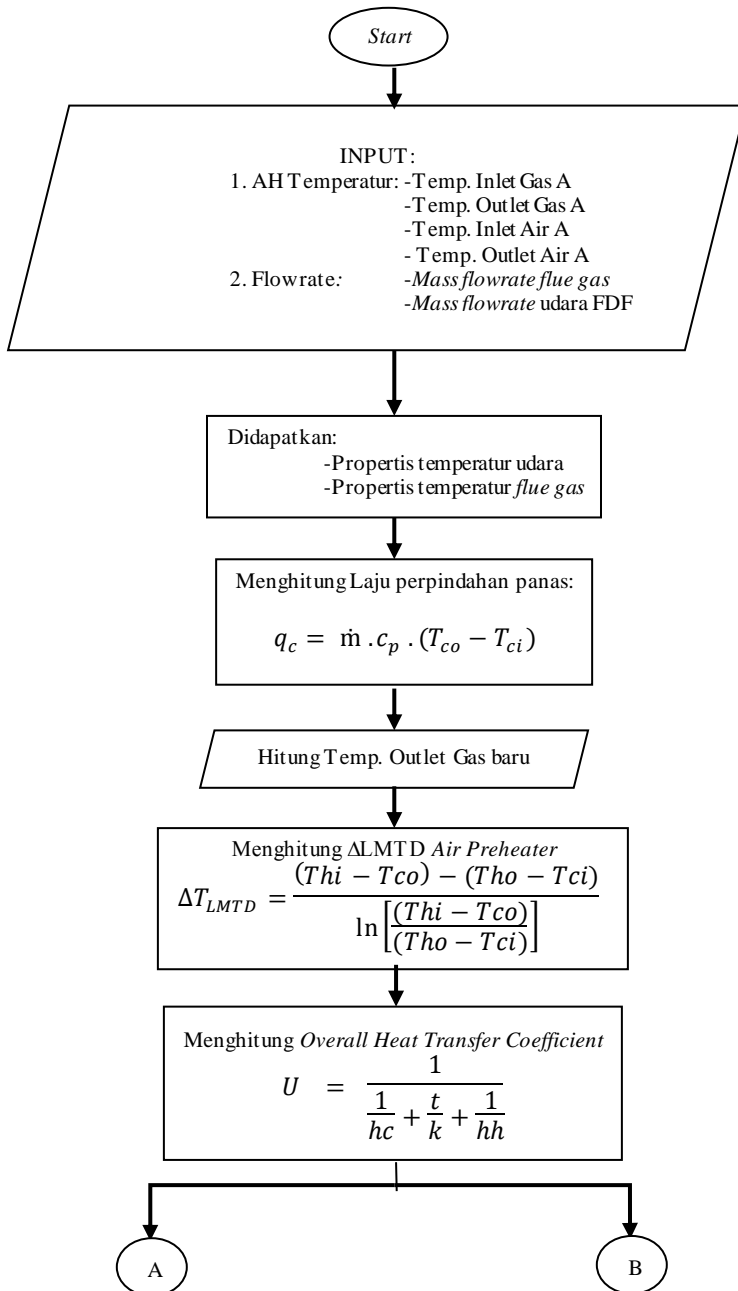 Start
INPUT:
1. AH Temperatur: -Temp. Inlet Gas A
-Temp. Outlet Gas A
-Temp. Inlet Air A
- Temp. Outlet Air A
2. Flowrate: -Mass flowrate flue gas
-Mass flowrate udara FDF
Didapatkan:
-Propertis temperatur udara
-Propertis temperatur flue gas
Menghitung Laju perpindahan panas:
q_c = ṁ . c_p . (T_co − T_ci)
Hitung Temp. Outlet Gas baru
Menghitung ΔLMTD Air Preheater
ΔT_LMTD = ((Thi − Tco) − (Tho − Tci)) / ln[(Thi − Tco) / (Tho − Tci)]
Menghitung Overall Heat Transfer Coefficient
U = 1 / (1/hc + t/k + 1/hh)
A
B